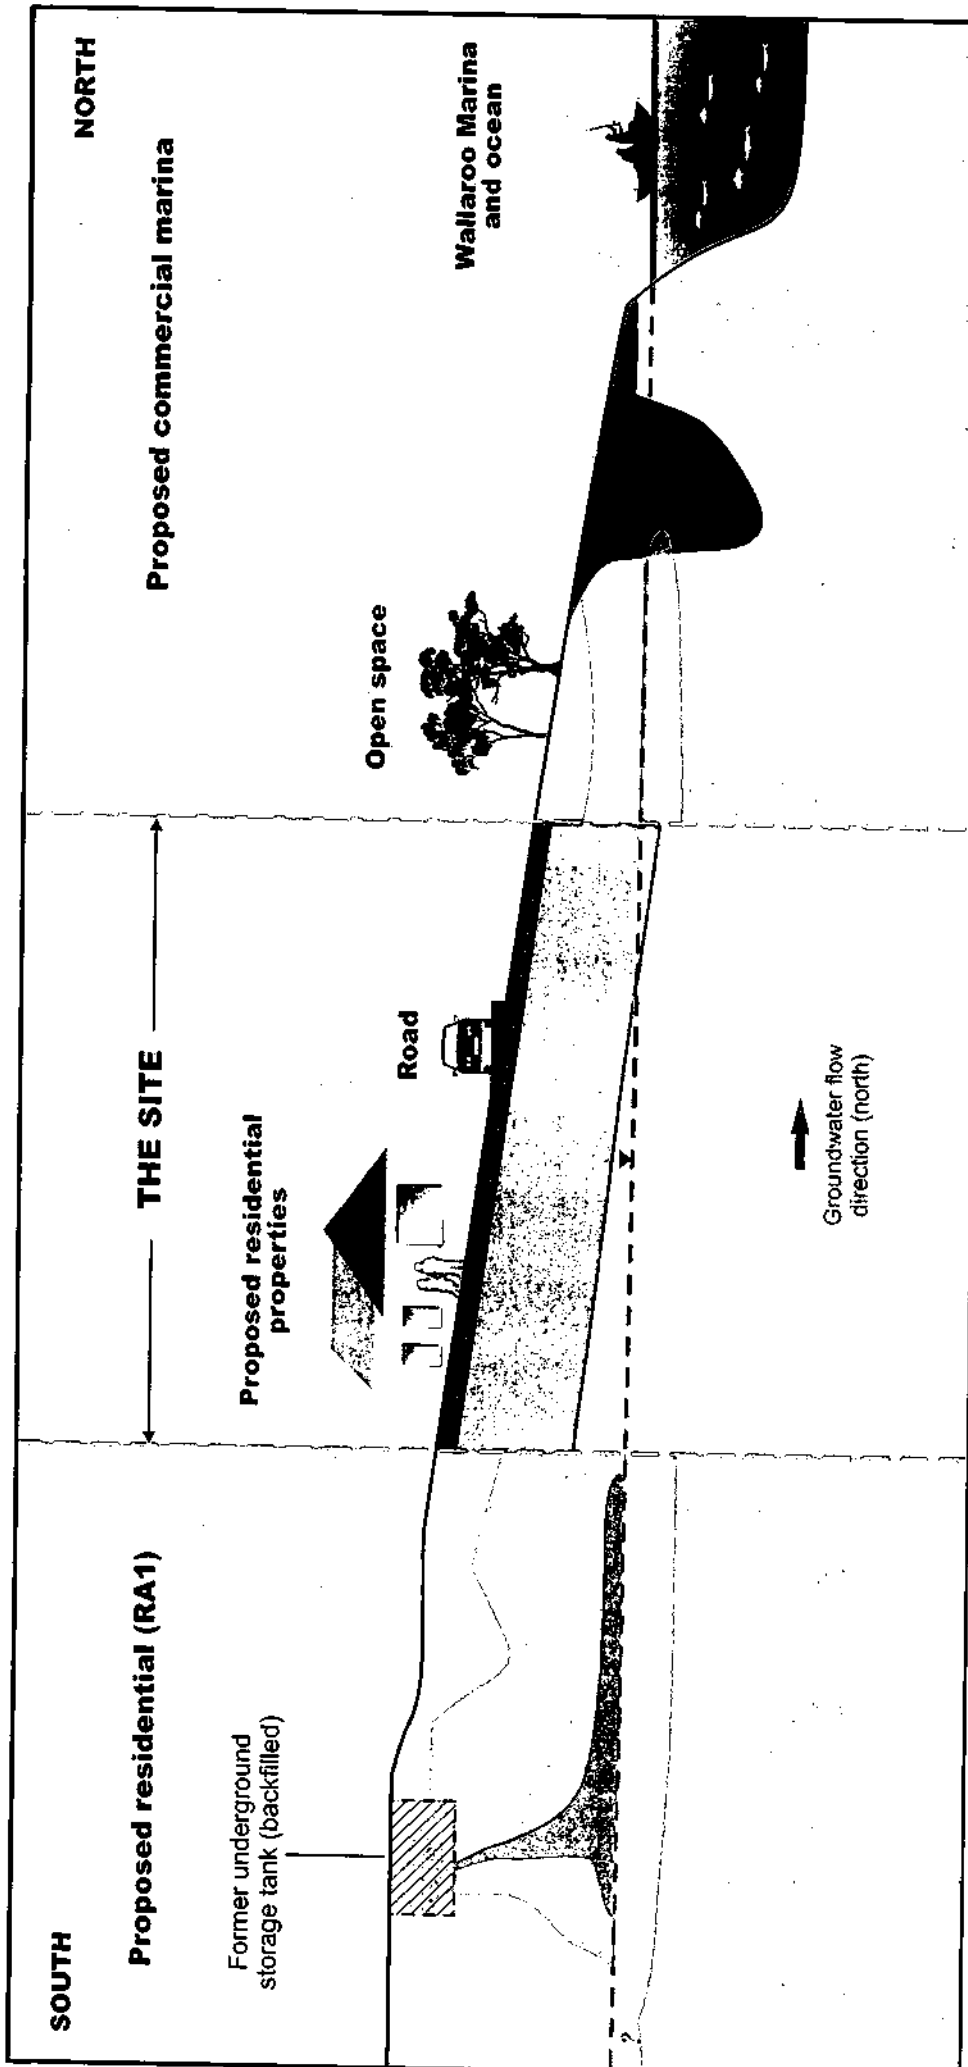 SOUTH
NORTH
Proposed residential (RA1)
THE SITE
Proposed commercial marina
Former underground
storage tank (backfilled)
Proposed residential
properties
Road
Open space
Wallaroo Marina
and ocean
?
Groundwater flow
direction (north)